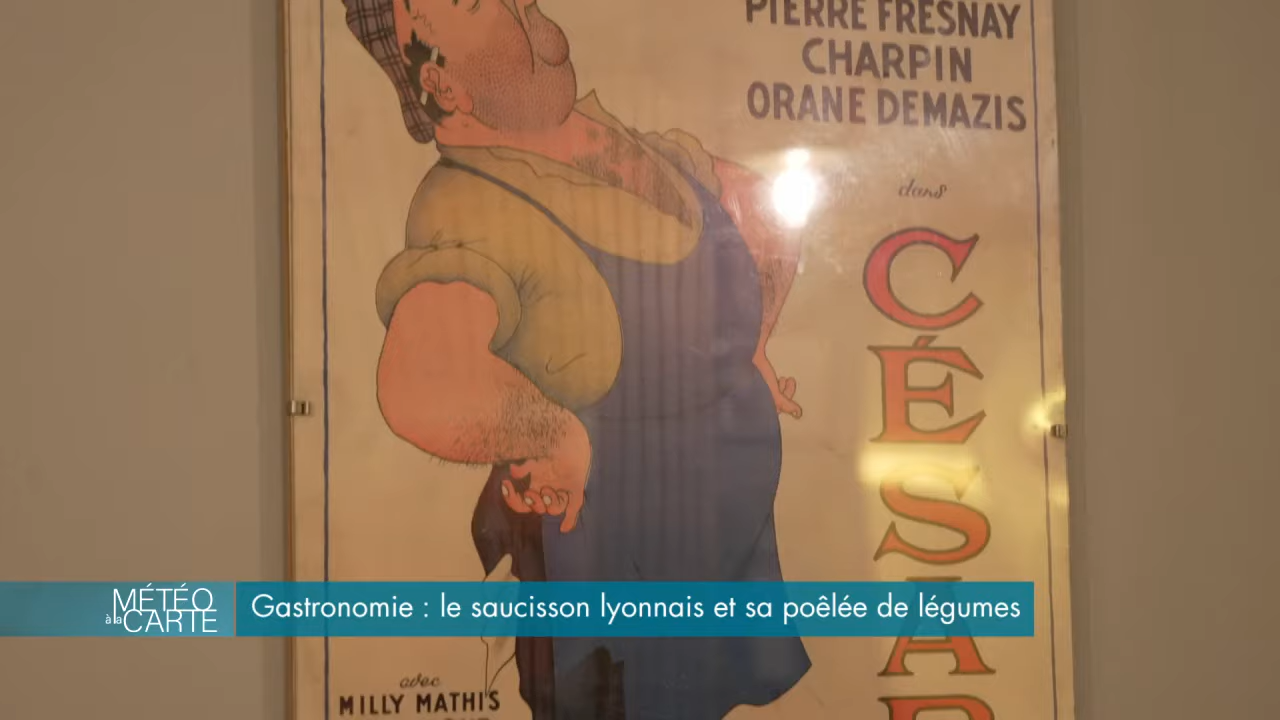 PIERRE FRESNAY
CHARPIN
ORANE DEMAZIS
dans
CÉSAR
avec
MILLY MATHIS
MÉTÉO
à la
CARTE
Gastronomie : le saucisson lyonnais et sa poêlée de légumes